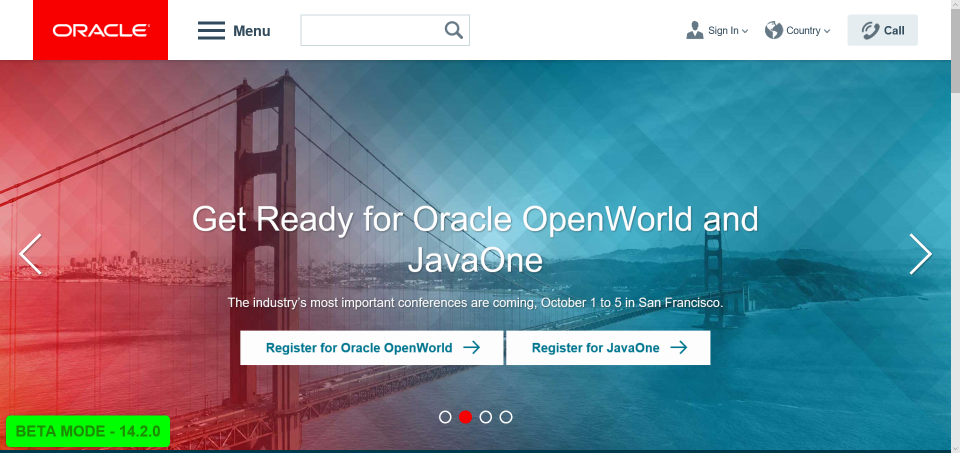 ORACLE
Menu
Sign In
Country
Call
Get Ready for Oracle OpenWorld and
JavaOne
The industry's most important conferences are coming, October 1 to 5 in San Francisco.
Register for Oracle OpenWorld
Register for JavaOne
BETA MODE - 14.2.0